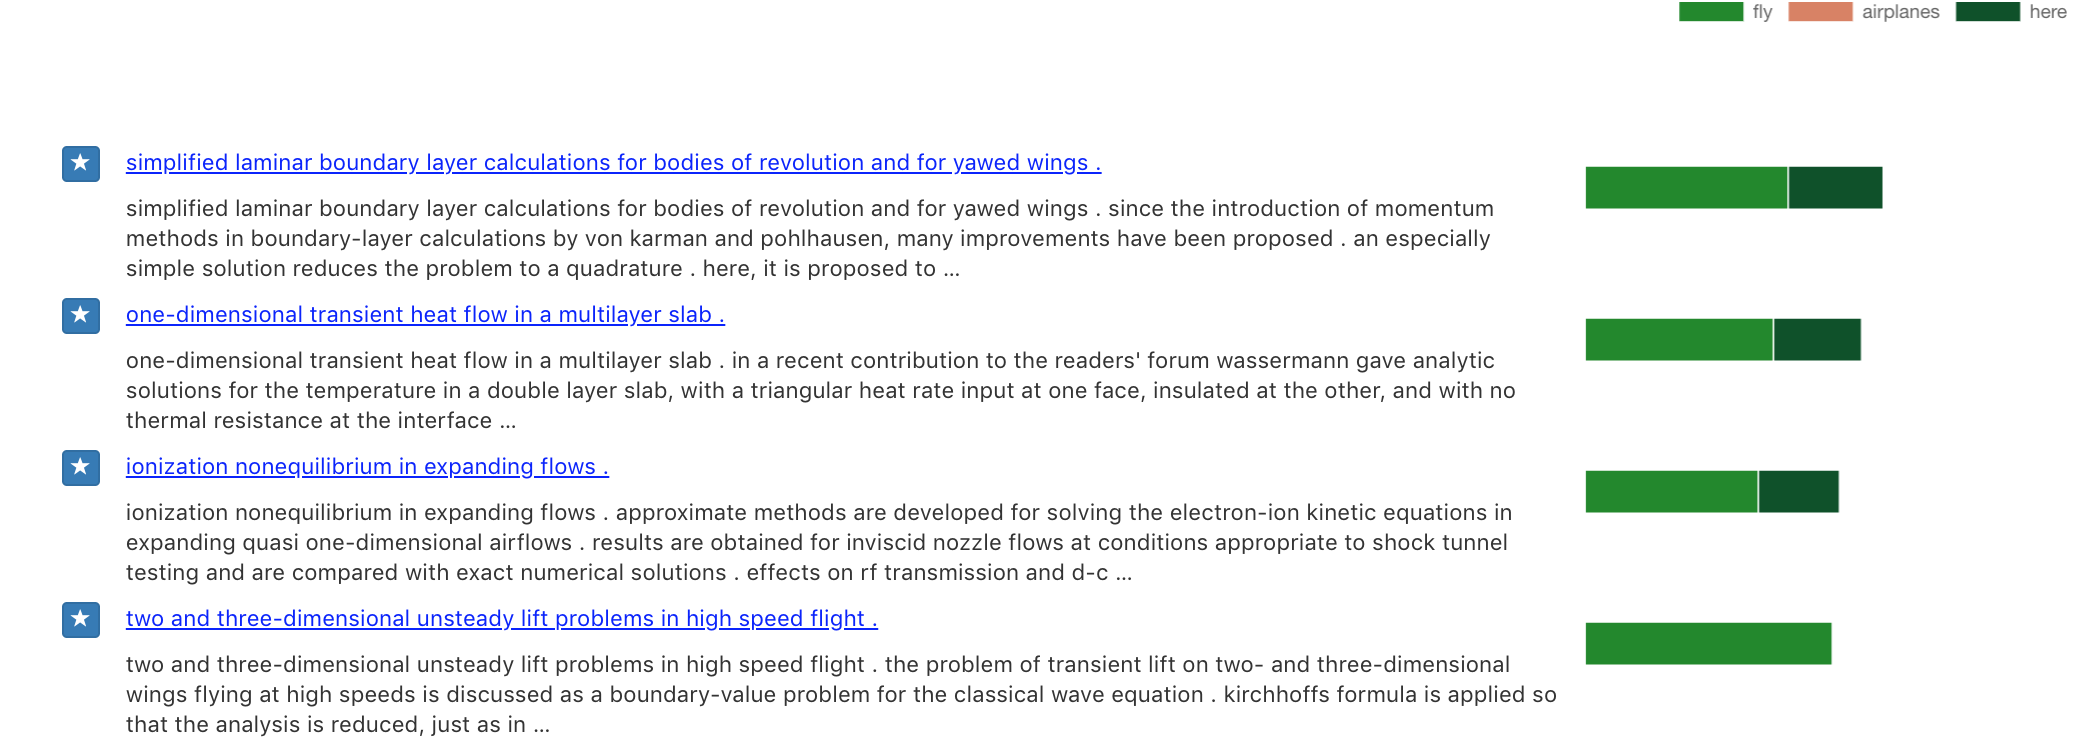 fly airplanes here
simplified laminar boundary layer calculations for bodies of revolution and for yawed wings .
simplified laminar boundary layer calculations for bodies of revolution and for yawed wings . since the introduction of momentum
methods in boundary-layer calculations by von karman and pohlhausen, many improvements have been proposed . an especially
simple solution reduces the problem to a quadrature . here, it is proposed to ...
one-dimensional transient heat flow in a multilayer slab .
one-dimensional transient heat flow in a multilayer slab . in a recent contribution to the readers' forum wassermann gave analytic
solutions for the temperature in a double layer slab, with a triangular heat rate input at one face, insulated at the other, and with no
thermal resistance at the interface ...
ionization nonequilibrium in expanding flows .
ionization nonequilibrium in expanding flows . approximate methods are developed for solving the electron-ion kinetic equations in
expanding quasi one-dimensional airflows . results are obtained for inviscid nozzle flows at conditions appropriate to shock tunnel
testing and are compared with exact numerical solutions . effects on rf transmission and d-c ...
two and three-dimensional unsteady lift problems in high speed flight .
two and three-dimensional unsteady lift problems in high speed flight . the problem of transient lift on two- and three-dimensional
wings flying at high speeds is discussed as a boundary-value problem for the classical wave equation . kirchhoffs formula is applied so
that the analysis is reduced, just as in ...